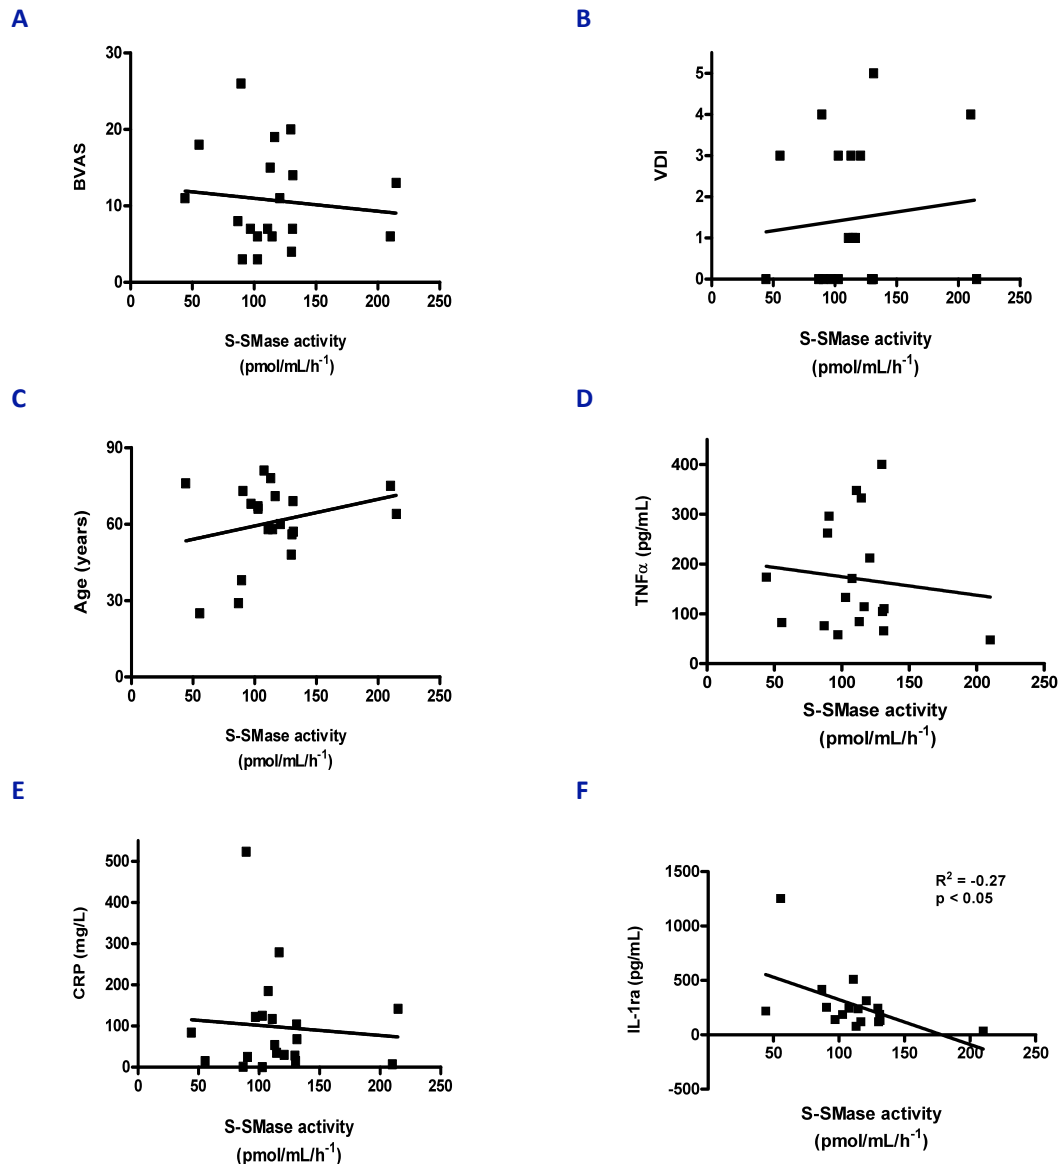 A
30
20
10
0
BVAS
0
50
100
150
200
250
S-SMase activity
(pmol/mL/h-1)
B
5
4
3
2
1
0
VDI
0
50
100
150
200
250
S-SMase activity
(pmol/mL/h-1)
C
90
60
30
0
Age (years)
0
50
100
150
200
250
S-SMase activity
(pmol/mL/h-1)
D
400
300
200
100
0
TNFα (pg/mL)
0
50
100
150
200
250
S-SMase activity
(pmol/mL/h-1)
E
500
400
300
200
100
0
CRP (mg/L)
0
50
100
150
200
250
S-SMase activity
(pmol/mL/h-1)
F
1500
1000
500
0
-500
IL-1ra (pg/mL)
R2 = -0.27
p < 0.05
50
100
150
200
250
S-SMase activity
(pmol/mL/h-1)